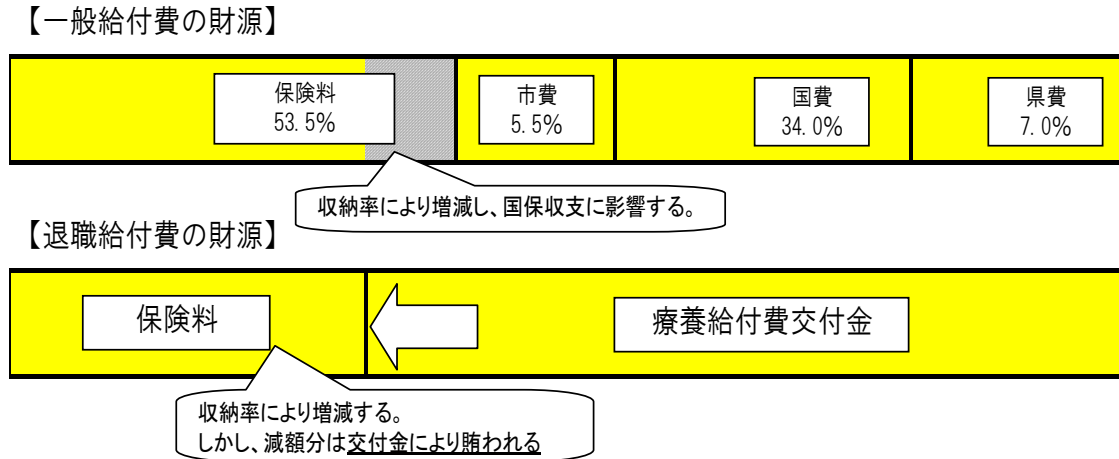 【一般給付費の財源】
保険料
53.5%
市費
5.5%
国費
34.0%
県費
7.0%
収納率により増減し、国保収支に影響する。
【退職給付費の財源】
保険料
療養給付費交付金
収納率により増減する。
しかし、減額分は交付金により賄われる